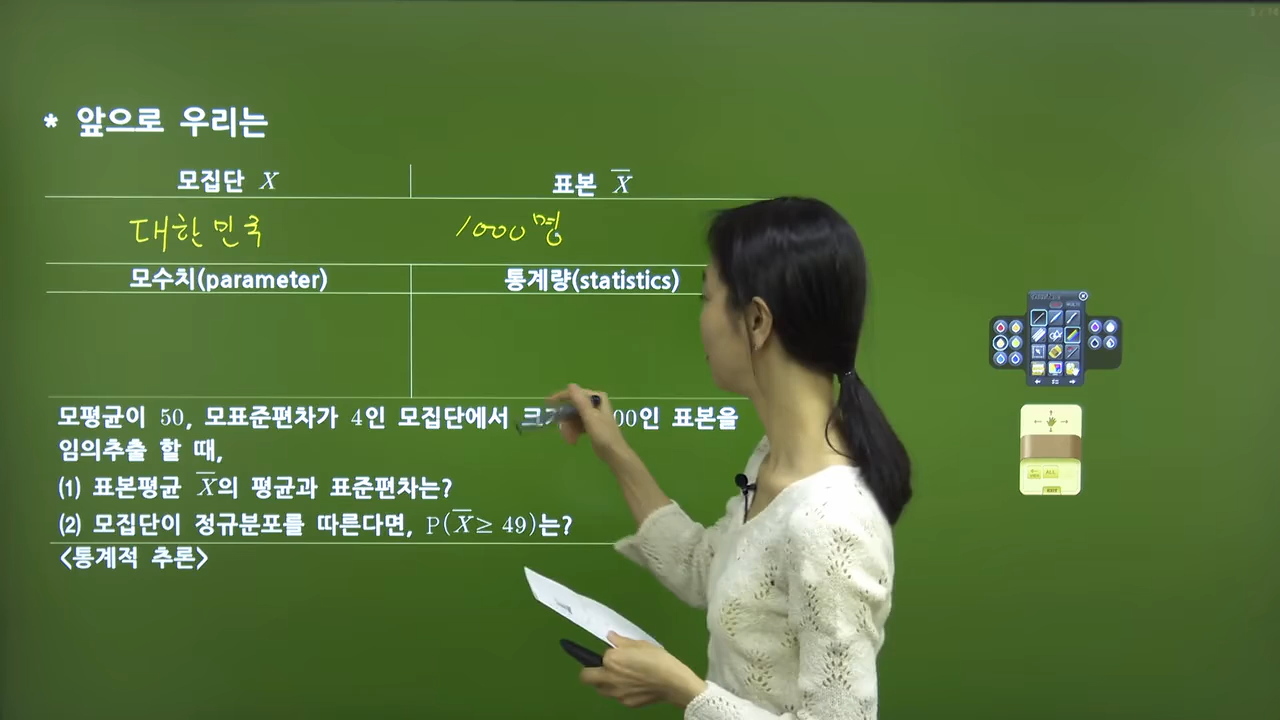 * 앞으로 우리는
모집단 X
표본 X̅
대한민국
1000명
모수치(parameter)
통계량(statistics)
모평균이 50, 모표준편차가 4인 모집단에서 00인 표본을
임의추출 할 때,
(1) 표본평균 X̅의 평균과 표준편차는?
(2) 모집단이 정규분포를 따른다면, P(X̅≥ 49)는?
<통계적 추론>
ALL
EXIT